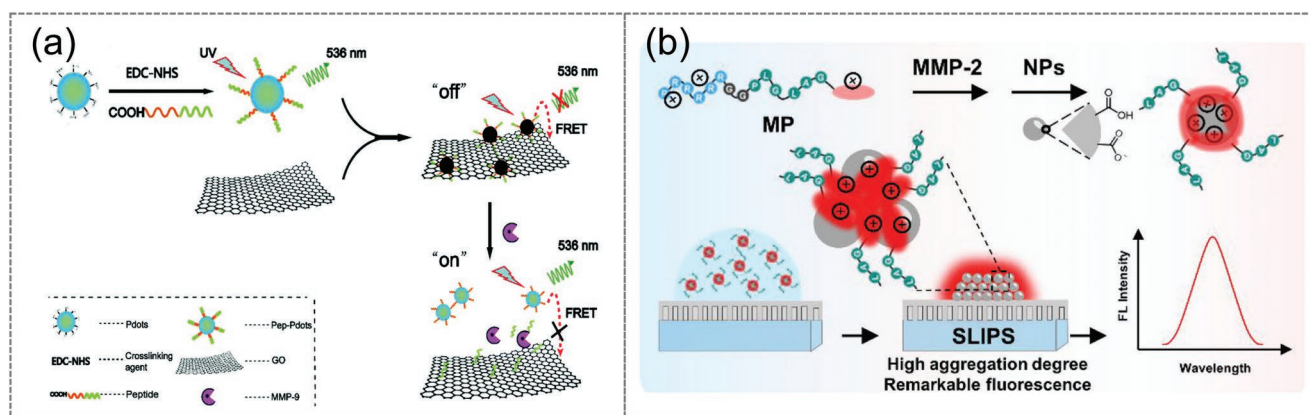 (a)
UV
536 nm
EDC-NHS
COOH
"off"
536 nm
FRET
"on"
536 nm
FRET
Pdots
Pep-Pdots
EDC-NHS
Crosslinking
agent
GO
COOH
Peptide
MMP-9
(b)
MMP-2
NPs
MP
R R R R G G P L G L A G
OH
O⁻
L A G
L A G
L A G
L A G
SLIPS
High aggregation degree
Remarkable fluorescence
FL Intensity
Wavelength